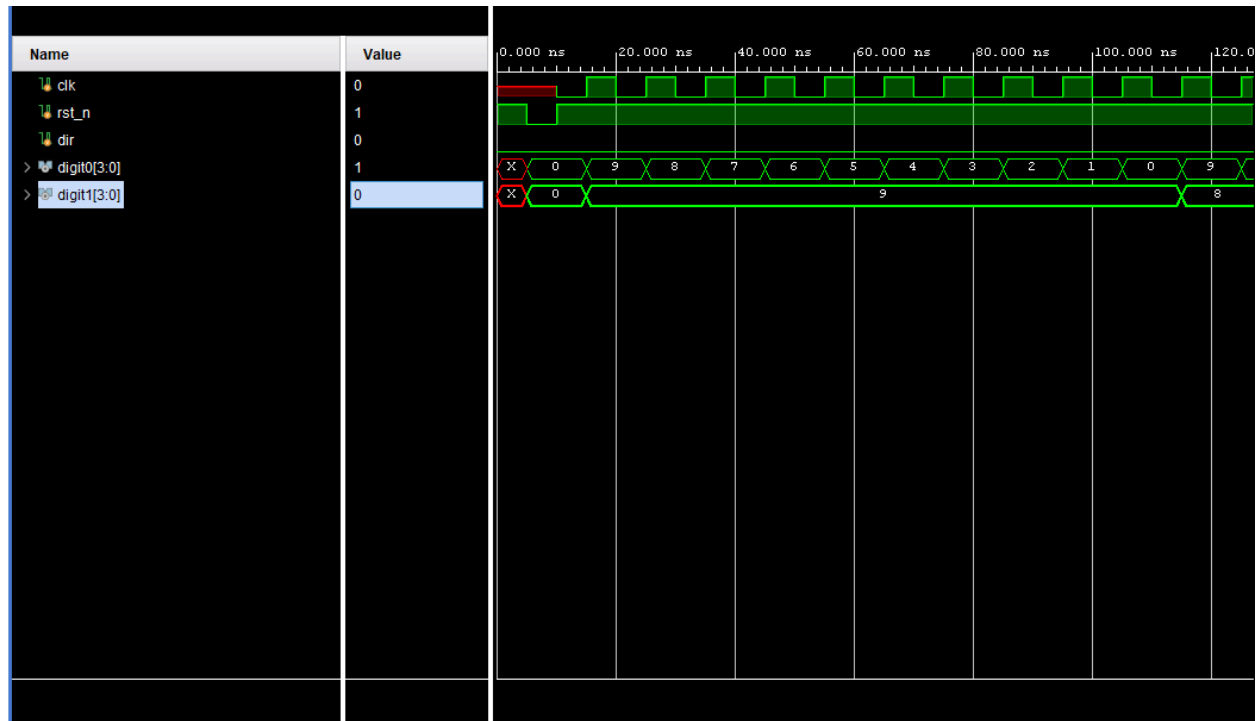 Name Value 0.000 ns 20.000 ns 40.000 ns 60.000 ns 80.000 ns 100.000 ns 120.0
clk 0
rst_n 1
dir 0
digit0[3:0] 1 X 0 9 8 7 6 5 4 3 2 1 0 9
digit1[3:0] 0 X 0 9 8